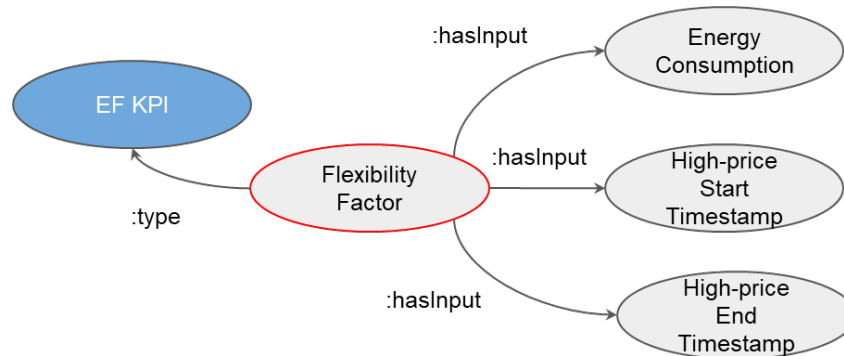 :hasInput
Energy
Consumption
EF KPI
:hasInput
High-price
Start
Timestamp
Flexibility
Factor
:type
:hasInput
High-price
End
Timestamp